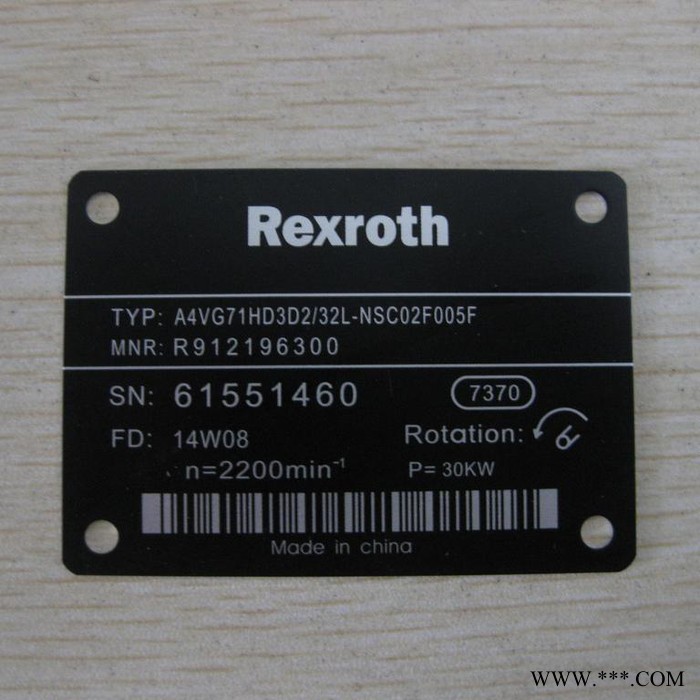 Rexroth
TYP: A4VG71HD3D2/32L-NSC02F005F
MNR: R912196300
SN: 61551460 7370
FD: 14W08 Rotation:
n=2200min⁻¹ P= 30KW
Made in china
WWW.***.COM